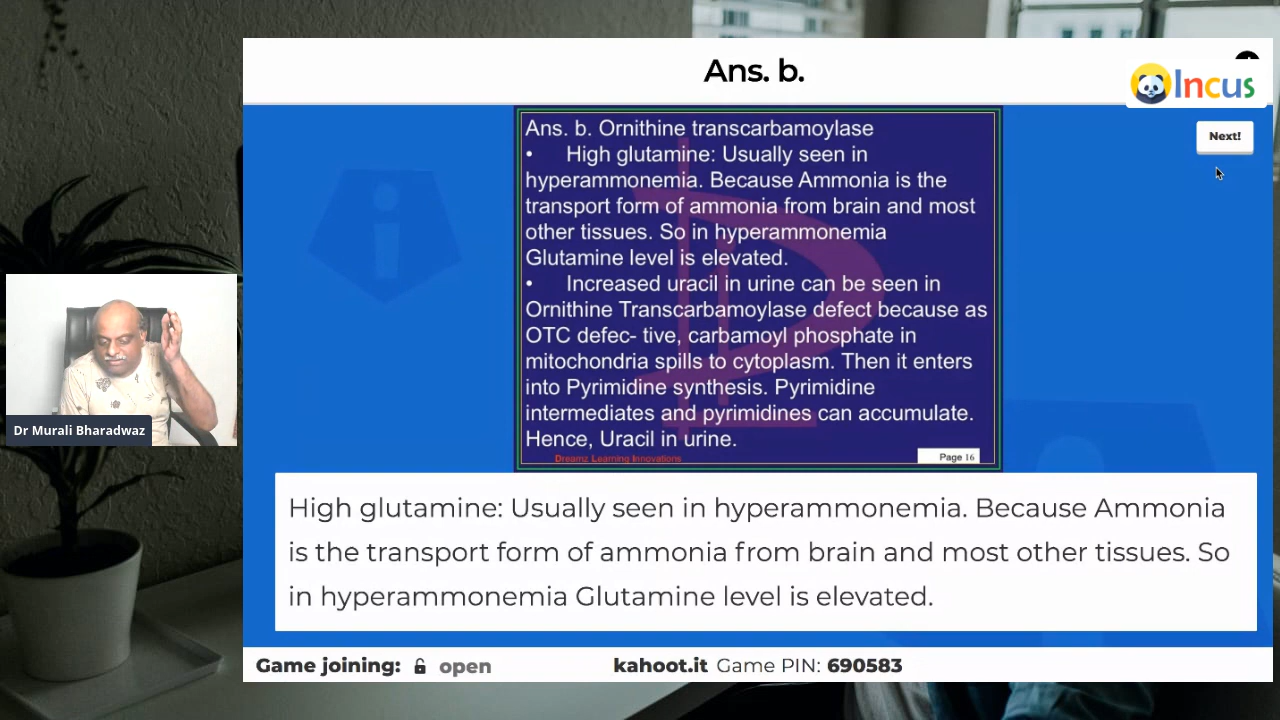 Ans. b.
Incus
Next!
Ans. b. Ornithine transcarbamoylase
• High glutamine: Usually seen in
hyperammonemia. Because Ammonia is the
transport form of ammonia from brain and most
other tissues. So in hyperammonemia
Glutamine level is elevated.
• Increased uracil in urine can be seen in
Ornithine Transcarbamoylase defect because as
OTC defec- tive, carbamoyl phosphate in
mitochondria spills to cytoplasm. Then it enters
into Pyrimidine synthesis. Pyrimidine
intermediates and pyrimidines can accumulate.
Hence, Uracil in urine.
Dreamz Learning Innovations
Page 16
Dr Murali Bharadwaz
High glutamine: Usually seen in hyperammonemia. Because Ammonia
is the transport form of ammonia from brain and most other tissues. So
in hyperammonemia Glutamine level is elevated.
Game joining: open
kahoot.it Game PIN: 690583